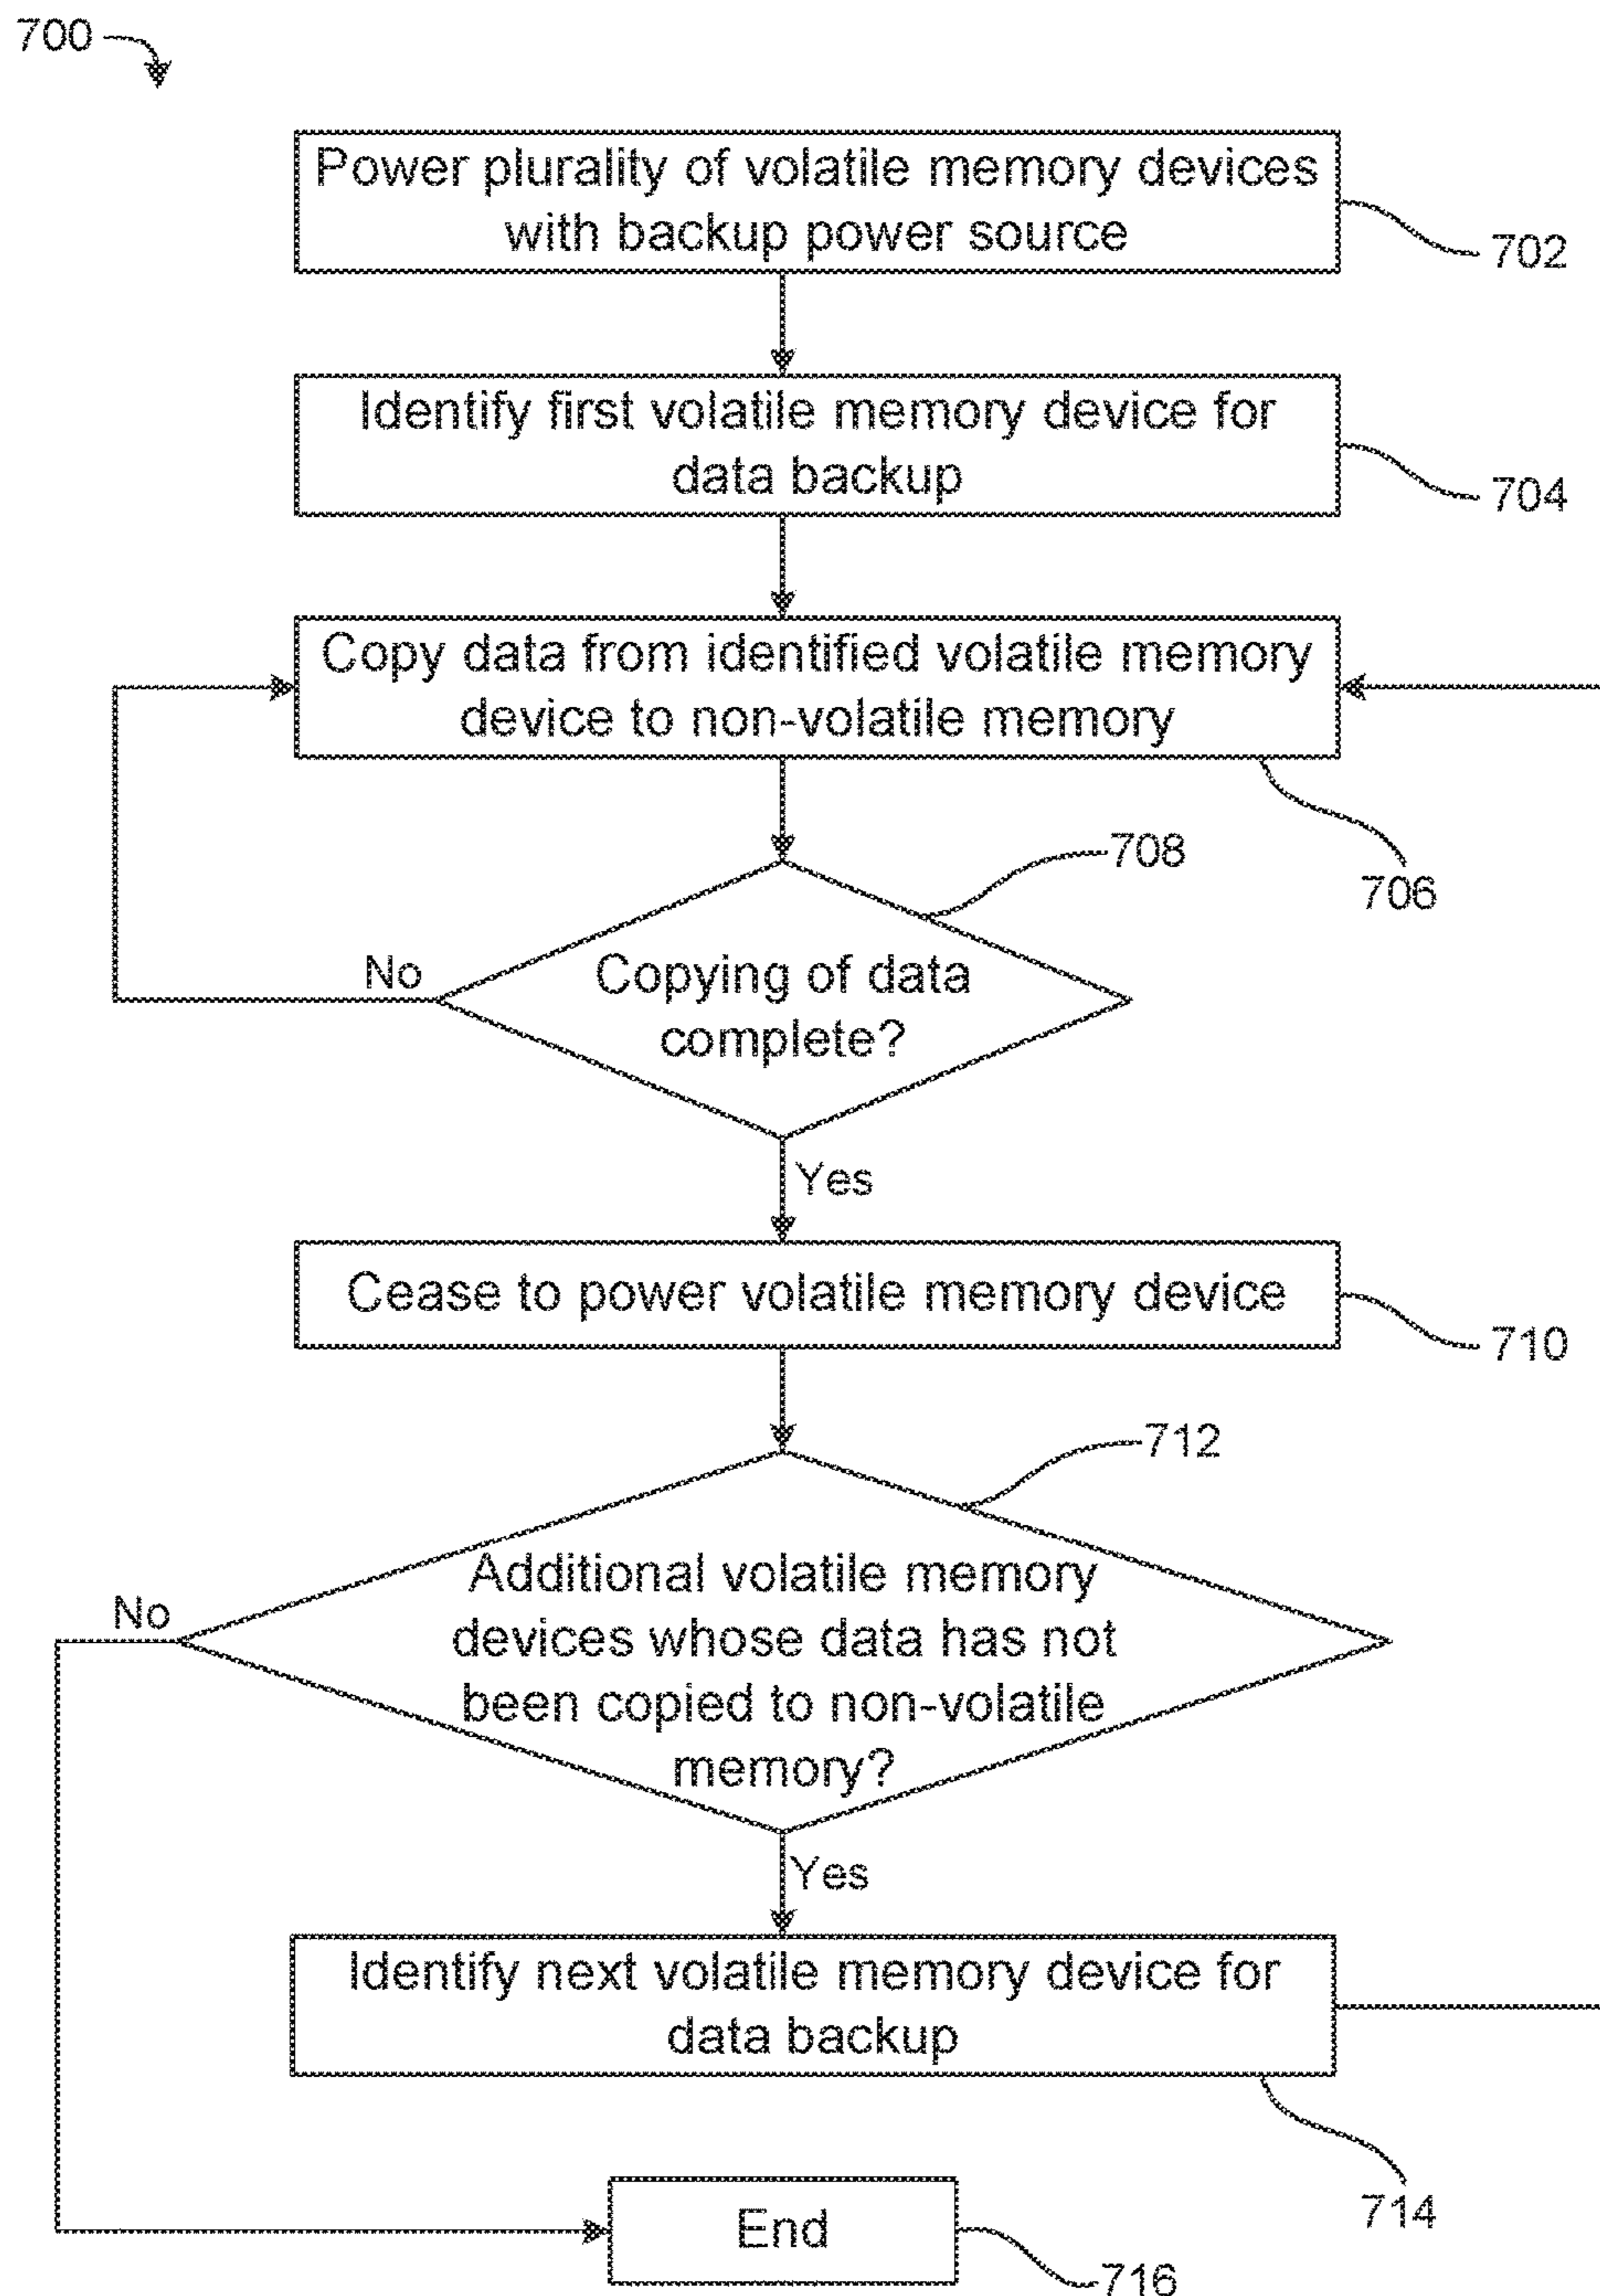 700
Power plurality of volatile memory devices
with backup power source
702
Identify first volatile memory device for
data backup
704
Copy data from identified volatile memory
device to non-volatile memory
706
708
Copying of data
complete?
No
Yes
Cease to power volatile memory device
710
712
Additional volatile memory
devices whose data has not
been copied to non-volatile
memory?
No
Yes
Identify next volatile memory device for
data backup
714
End
716